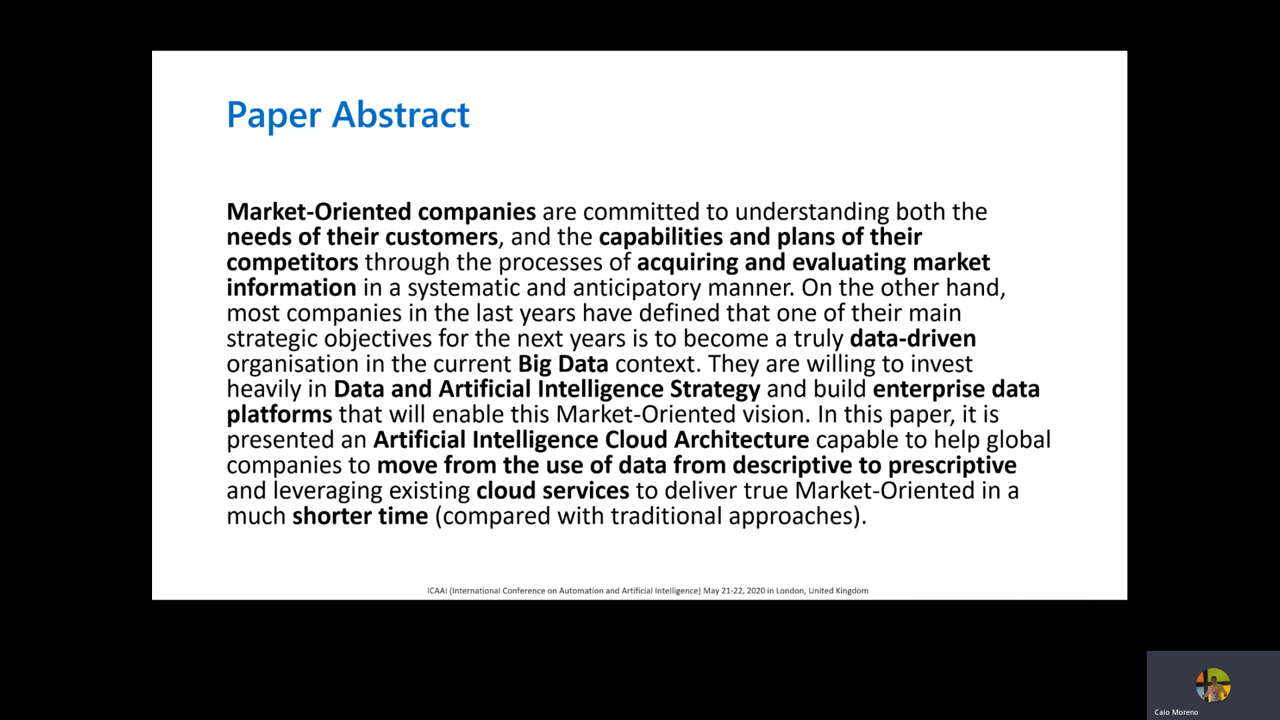 Paper Abstract
Market-Oriented companies are committed to understanding both the
needs of their customers, and the capabilities and plans of their
competitors through the processes of acquiring and evaluating market
information in a systematic and anticipatory manner. On the other hand,
most companies in the last years have defined that one of their main
strategic objectives for the next years is to become a truly data-driven
organisation in the current Big Data context. They are willing to invest
heavily in Data and Artificial Intelligence Strategy and build enterprise data
platforms that will enable this Market-Oriented vision. In this paper, it is
presented an Artificial Intelligence Cloud Architecture capable to help global
companies to move from the use of data from descriptive to prescriptive
and leveraging existing cloud services to deliver true Market-Oriented in a
much shorter time (compared with traditional approaches).
ICAAI (International Conference on Automation and Artificial Intelligence) May 21-22, 2020 in London, United Kingdom
Caio Moreno